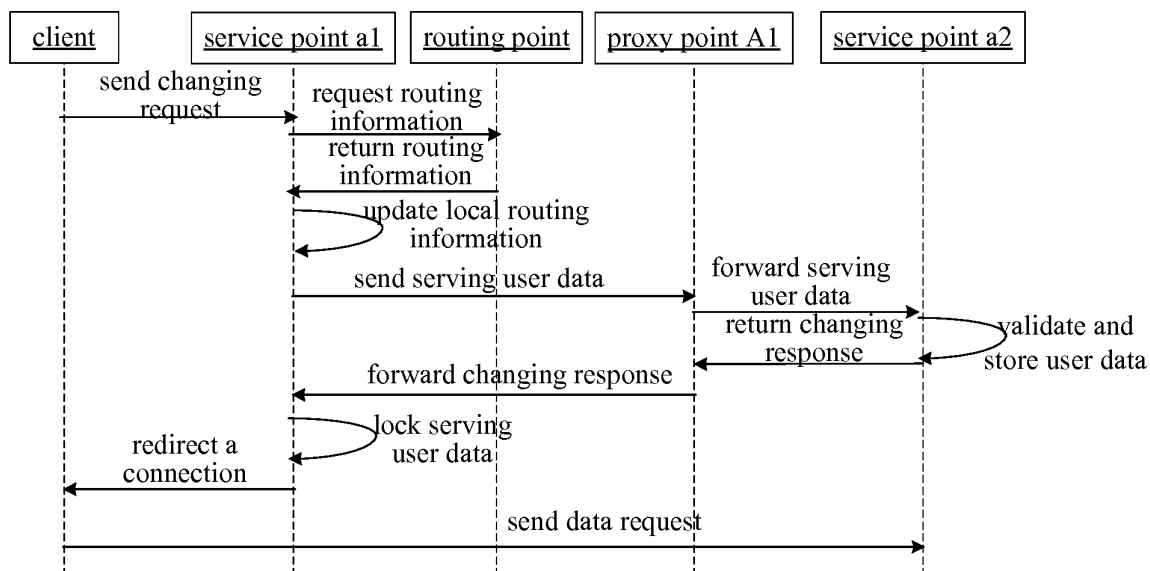 client
service point a1
routing point
proxy point A1
service point a2
send changing
request
request routing
information
return routing
information
update local routing
information
send serving user data
forward serving
user data
return changing
response
validate and
store user data
forward changing response
lock serving
user data
redirect a
connection
send data request